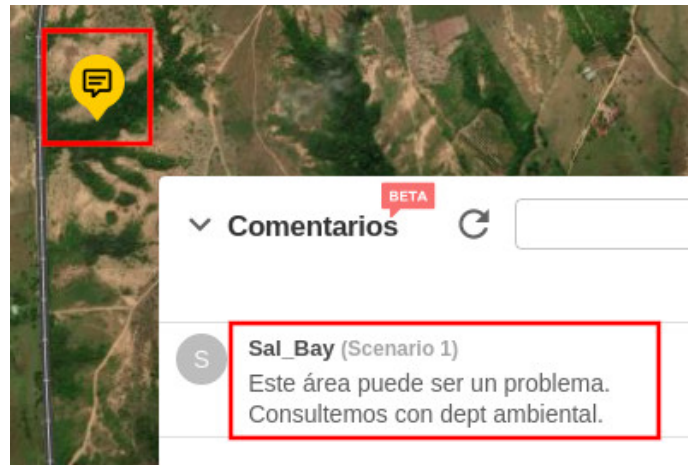 BETA
Comentarios
S
Sal_Bay (Scenario 1)
Este área puede ser un problema.
Consultemos con dept ambiental.